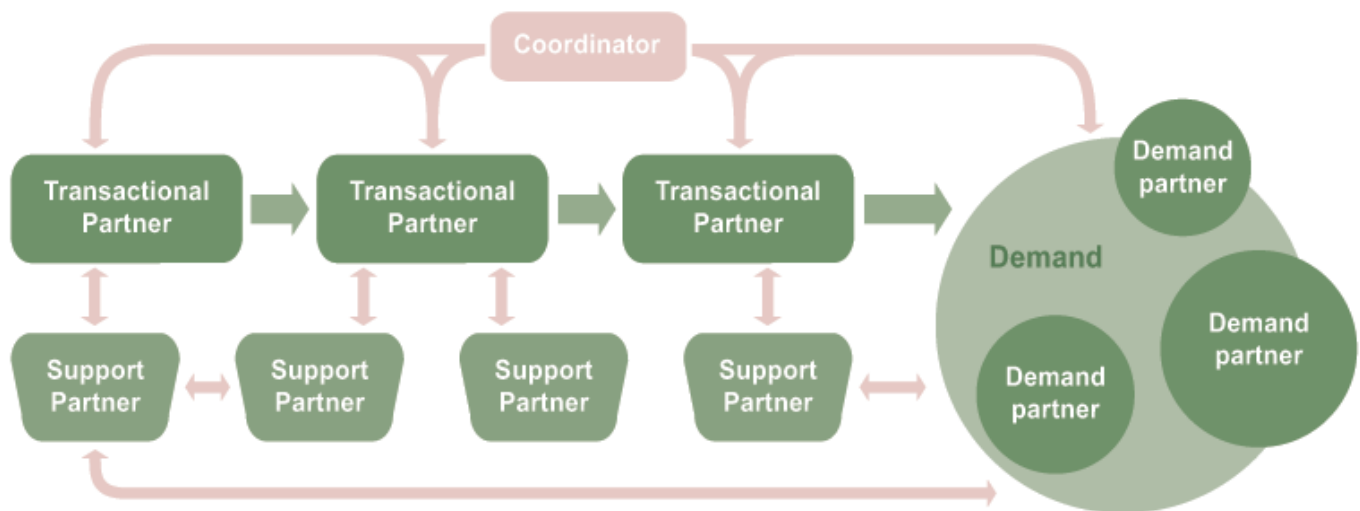 Coordinator
Transactional
Partner
Transactional
Partner
Transactional
Partner
Demand
partner
Demand
Demand
partner
Demand
partner
Support
Partner
Support
Partner
Support
Partner
Support
Partner